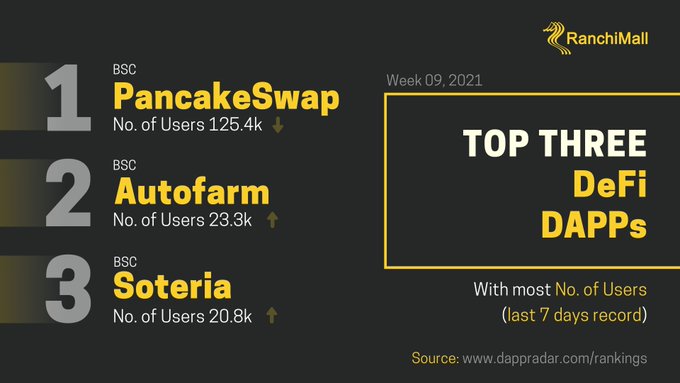 RanchiMall
Week 09, 2021
TOP THREE
DeFi
DAPPs
With most No. of Users
(last 7 days record)
1
BSC
PancakeSwap
No. of Users 125.4k
2
BSC
Autofarm
No. of Users 23.3k
3
BSC
Soteria
No. of Users 20.8k
Source: www.dappradar.com/rankings